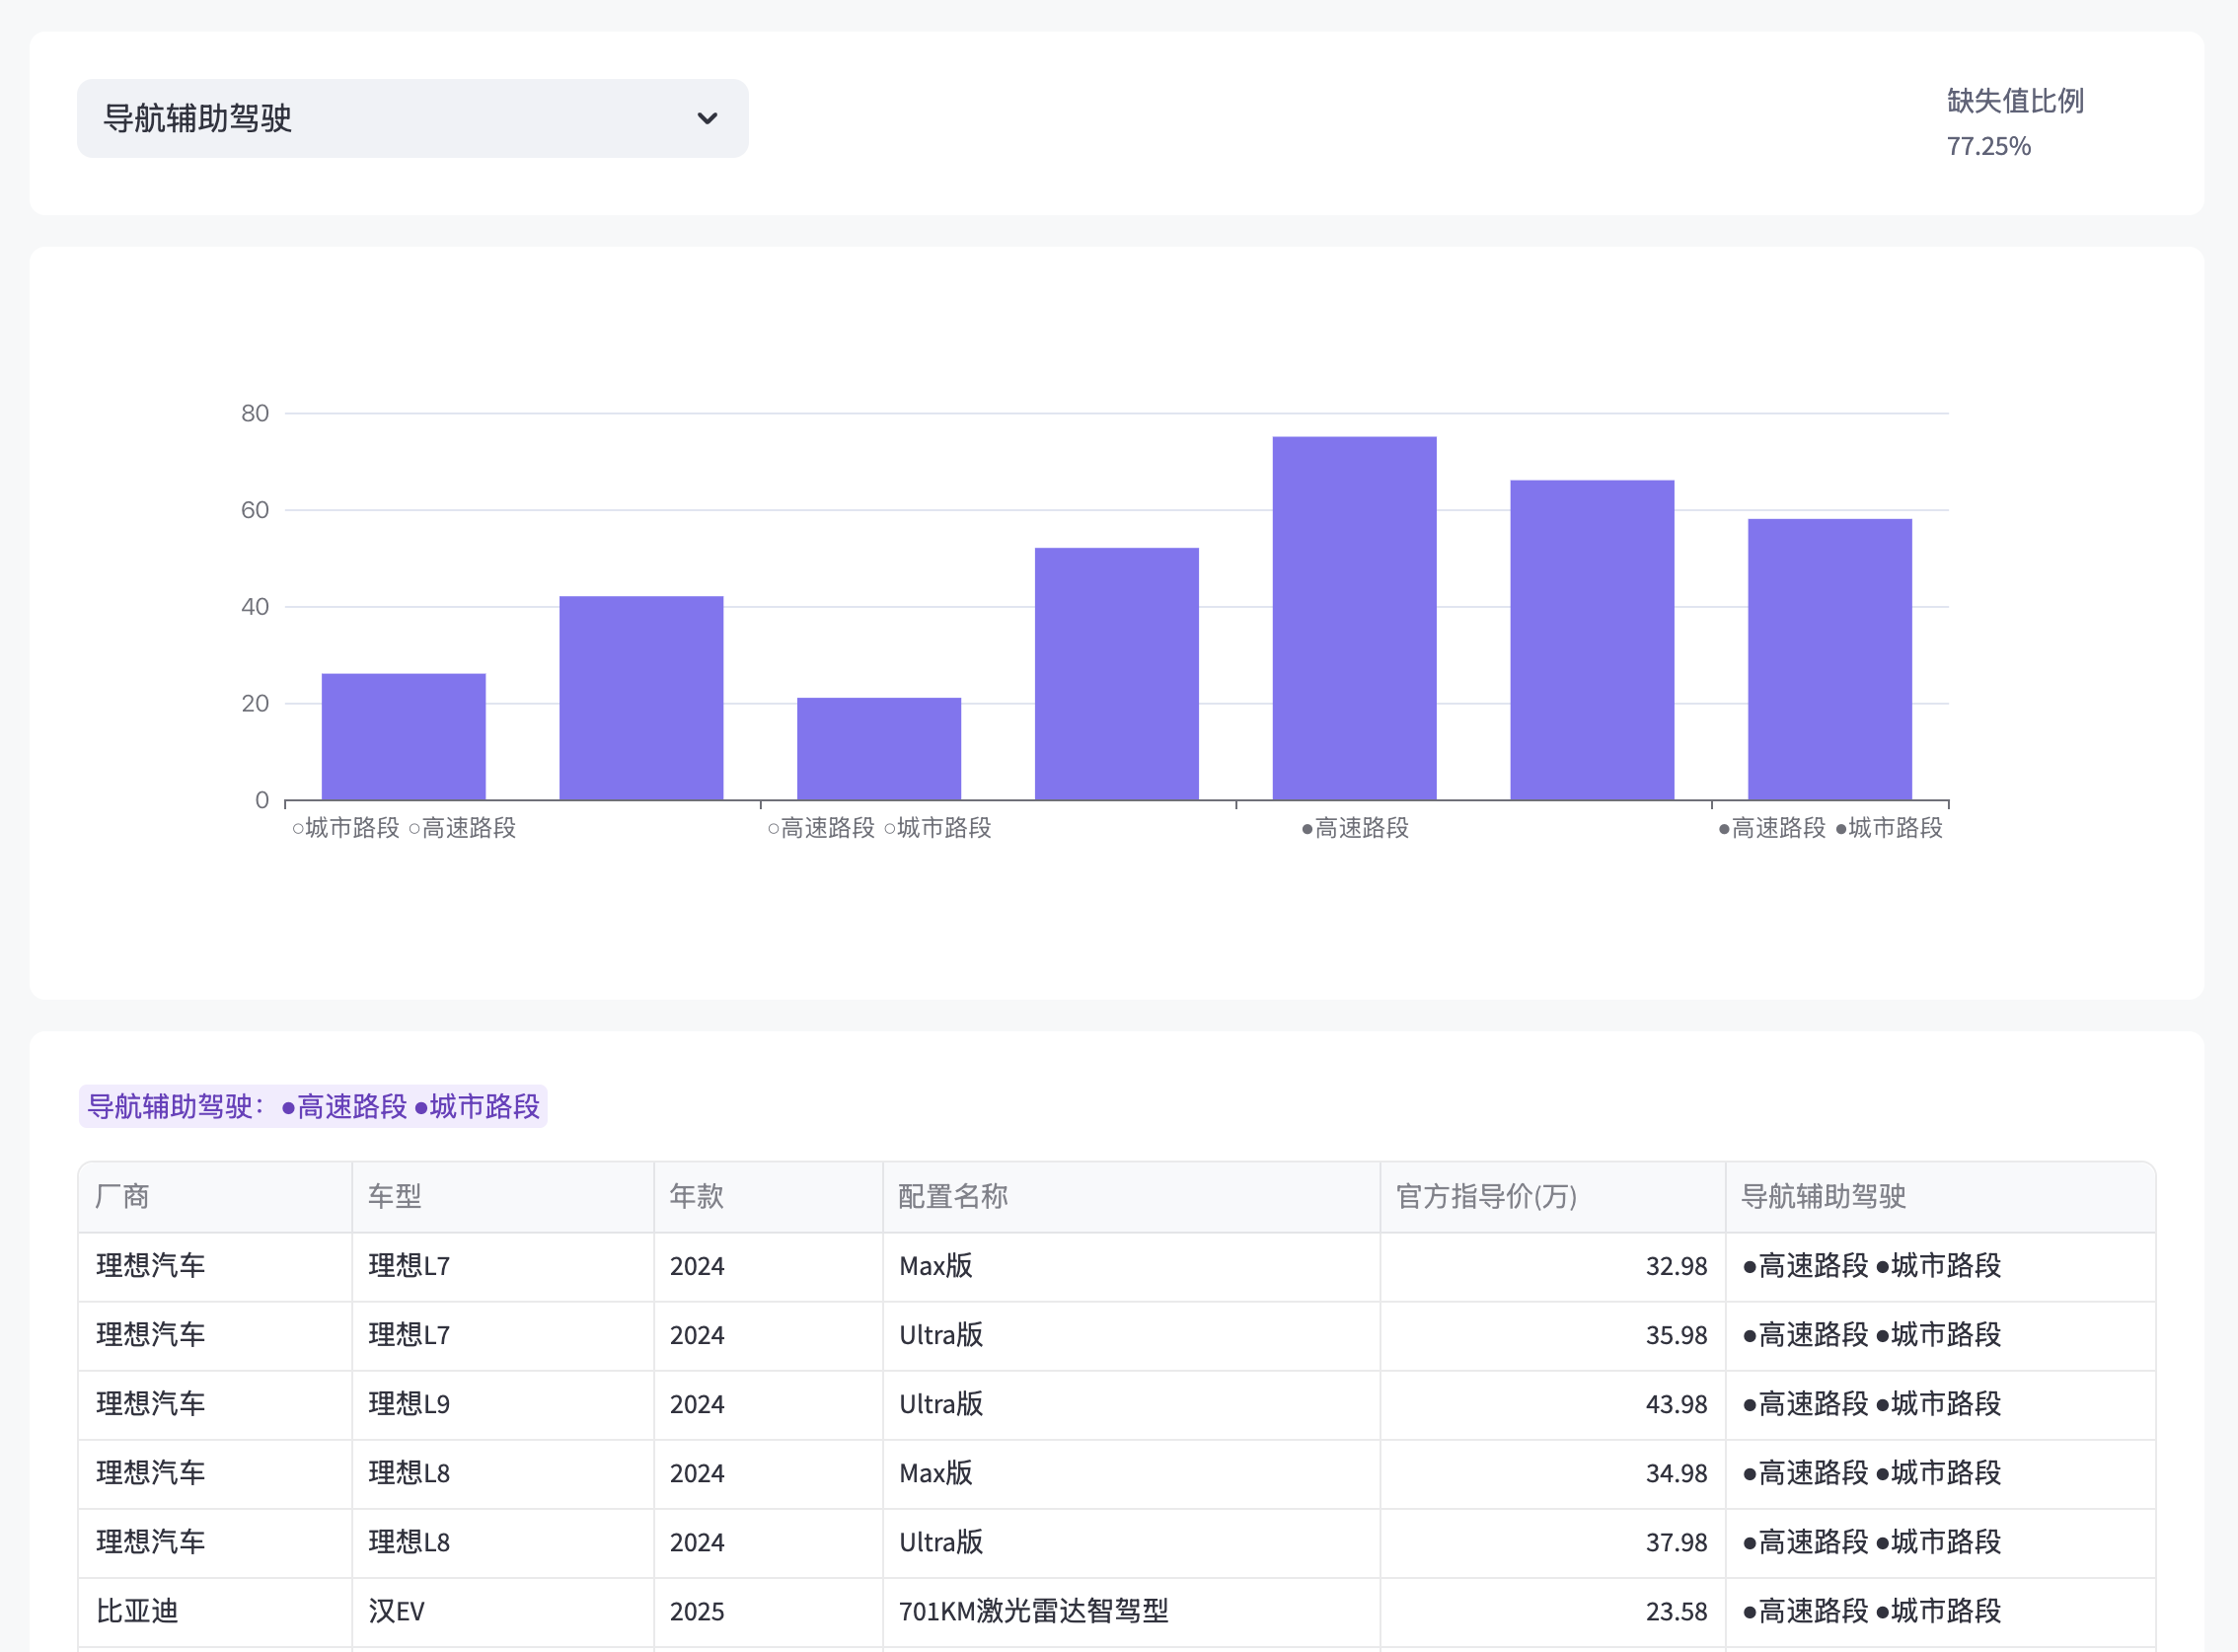 导航辅助驾驶
缺失值比例
77.25%
80
60
40
20
0
○城市路段 ○高速路段
○高速路段 ○城市路段
●高速路段
●高速路段 ●城市路段
导航辅助驾驶：●高速路段 ●城市路段
厂商 车型 年款 配置名称 官方指导价(万) 导航辅助驾驶
理想汽车 理想L7 2024 Max版 32.98 ●高速路段 ●城市路段
理想汽车 理想L7 2024 Ultra版 35.98 ●高速路段 ●城市路段
理想汽车 理想L9 2024 Ultra版 43.98 ●高速路段 ●城市路段
理想汽车 理想L8 2024 Max版 34.98 ●高速路段 ●城市路段
理想汽车 理想L8 2024 Ultra版 37.98 ●高速路段 ●城市路段
比亚迪 汉EV 2025 701KM激光雷达智驾型 23.58 ●高速路段 ●城市路段